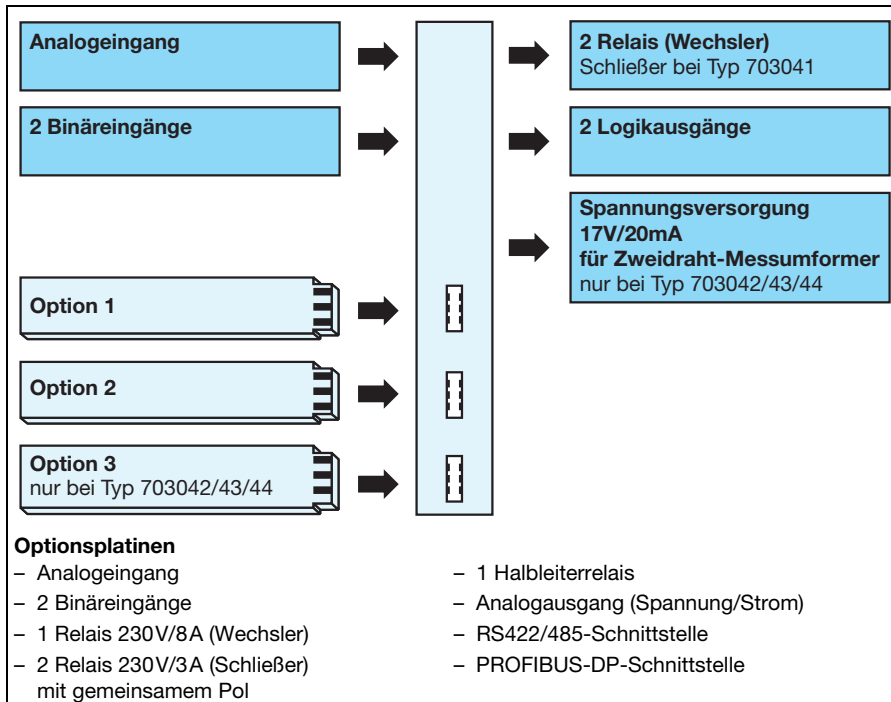 Analogeingang
2 Binäreingänge
2 Relais (Wechsler)
Schließer bei Typ 703041
2 Logikausgänge
Spannungsversorgung
17V/20mA
für Zweidraht-Messumformer
nur bei Typ 703042/43/44
Option 1
Option 2
Option 3
nur bei Typ 703042/43/44
Optionsplatinen
– Analogeingang
– 2 Binäreingänge
– 1 Relais 230V/8A (Wechsler)
– 2 Relais 230V/3A (Schließer)
mit gemeinsamem Pol
– 1 Halbleiterrelais
– Analogausgang (Spannung/Strom)
– RS422/485-Schnittstelle
– PROFIBUS-DP-Schnittstelle